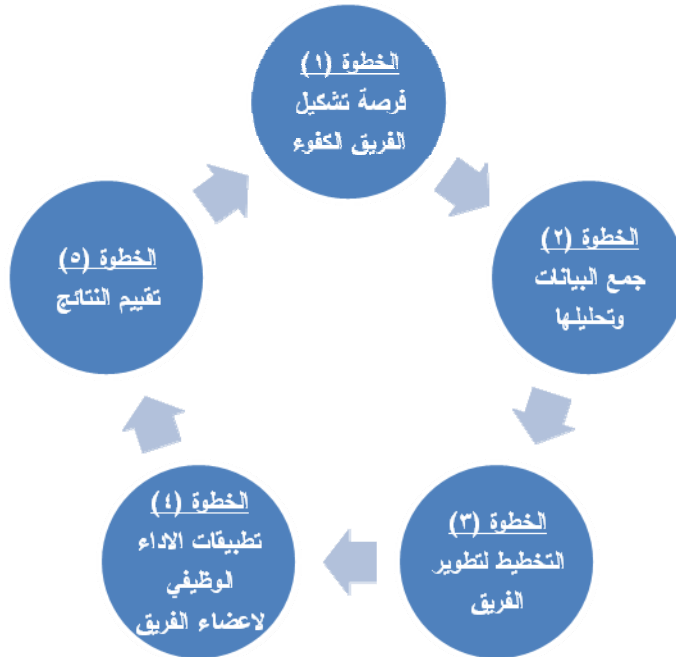 الخطوة (١)
فرصة تشكيل
الفريق الكفوء
الخطوة (٢)
جمع البيانات
وتحليلها
الخطوة (٣)
التخطيط لتطوير
الفريق
الخطوة (٤)
تطبيقات الاداء
الوظيفي
لاعضاء الفريق
الخطوة (٥)
تقييم النتائج